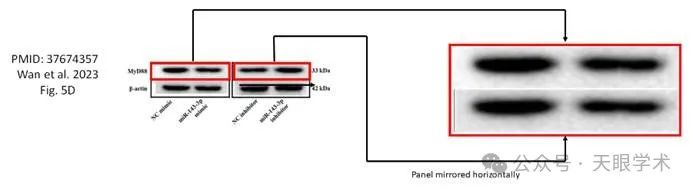 PMID: 37674357
Wan et al. 2023
Fig. 5D
MyD88
33 kDa
β-actin
42 kDa
NC mimic
miR-143-3p
mimic
NC inhibitor
miR-143-3p
inhibitor
Panel mirrored horizontally
公众号 · 天眼学术